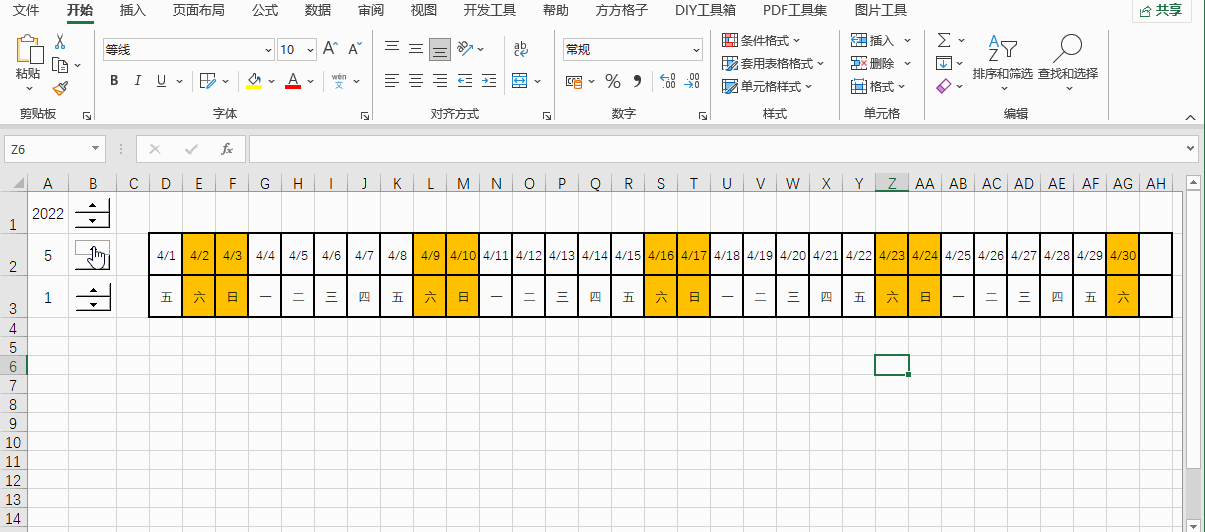 文件 开始 插入 页面布局 公式 数据 审阅 视图 开发工具 帮助 方方格子 DIY工具箱 PDF工具集 图片工具 共享
等线 10 A A 常规 条件格式 插入
粘贴 B I U A wén 文 % 套用表格格式 删除 排序和筛选 查找和选择
单元格样式 格式
剪贴板 字体 对齐方式 数字 样式 单元格 编辑
Z6 fx
A B C D E F G H I J K L M N O P Q R S T U V W X Y Z AA AB AC AD AE AF AG AH
1 2022
2 5 4/1 4/2 4/3 4/4 4/5 4/6 4/7 4/8 4/9 4/10 4/11 4/12 4/13 4/14 4/15 4/16 4/17 4/18 4/19 4/20 4/21 4/22 4/23 4/24 4/25 4/26 4/27 4/28 4/29 4/30
3 1 五 六 日 一 二 三 四 五 六 日 一 二 三 四 五 六 日 一 二 三 四 五 六 日 一 二 三 四 五 六
4
5
6
7
8
9
10
11
12
13
14